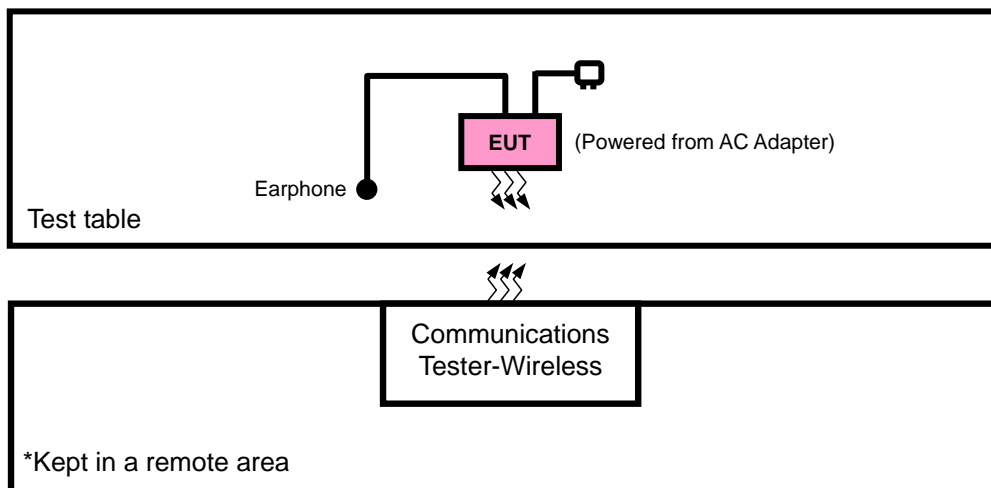 EUT
(Powered from AC Adapter)
Earphone
Test table
Communications
Tester-Wireless
*Kept in a remote area